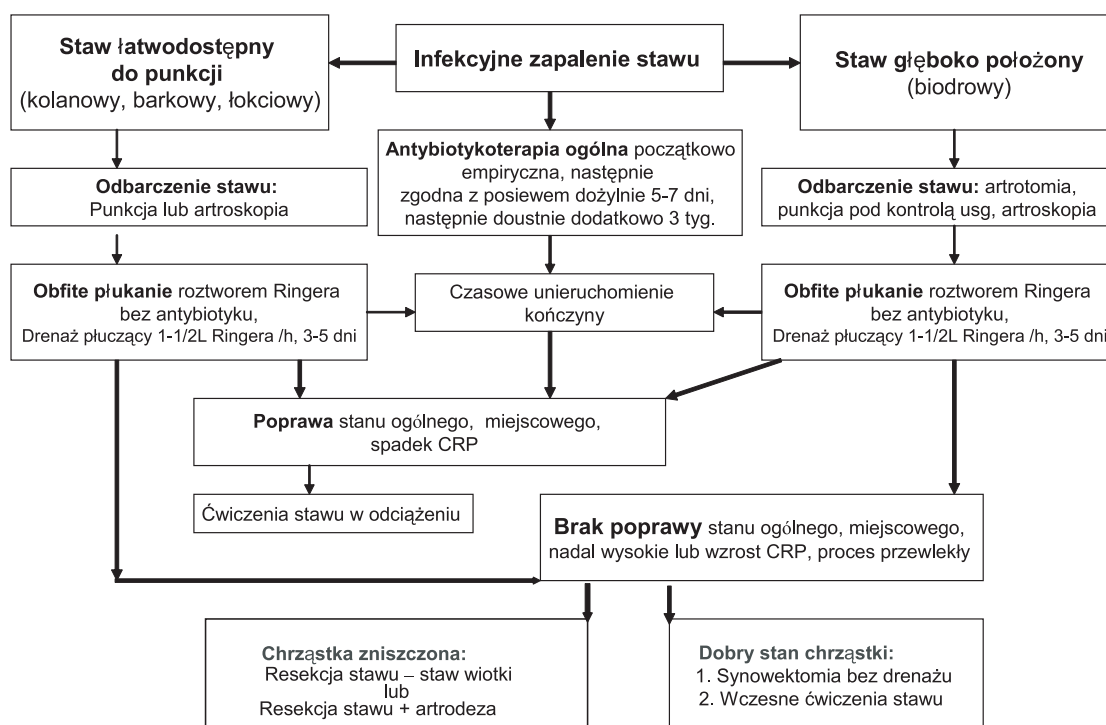 Staw łatwodostępny
do punkcji
(kolanowy, barkowy, łokciowy)
Infekcyjne zapalenie stawu
Staw głęboko położony
(biodrowy)
Antybiotykoterapia ogólna początkowo
empiryczna, następnie
zgodna z posiewem dożylnie 5-7 dni,
następnie doustnie dodatkowo 3 tyg.
Odbarczenie stawu:
Punkcja lub artroskopia
Odbarczenie stawu: artrotomia,
punkcja pod kontrolą usg, artroskopia
Obfite płukanie roztworem Ringera
bez antybiotyku,
Drenaż płuczący 1-1/2L Ringera /h, 3-5 dni
Czasowe unieruchomienie
kończyny
Obfite płukanie roztworem Ringera
bez antybiotyku,
Drenaż płuczący 1-1/2L Ringera /h, 3-5 dni
Poprawa stanu ogólnego, miejscowego,
spadek CRP
Ćwiczenia stawu w odciążeniu
Brak poprawy stanu ogólnego, miejscowego,
nadal wysokie lub wzrost CRP, proces przewlekły
Chrząstka zniszczona:
Resekcja stawu – staw wiotki
lub
Resekcja stawu + artrodeza
Dobry stan chrząstki:
1. Synowektomia bez drenażu
2. Wczesne ćwiczenia stawu